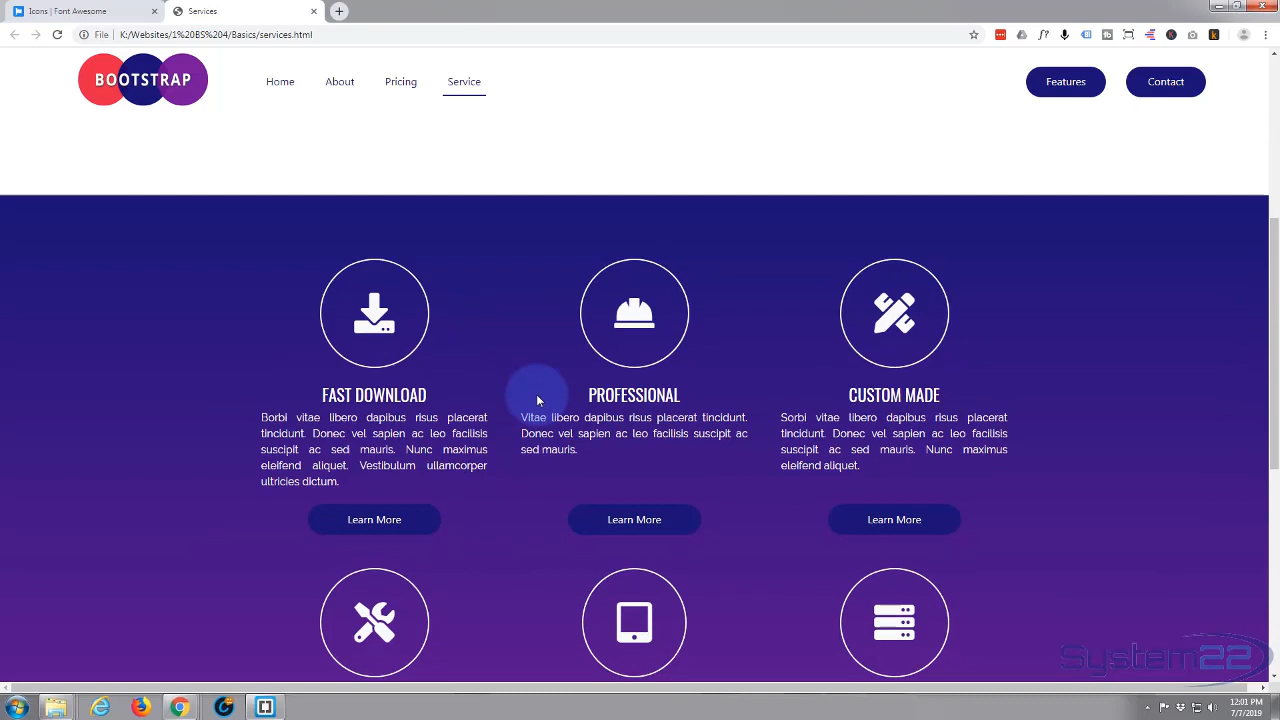 Icons | Font Awesome
Services
File
K:/Websites/1%20BS%204/Basics/services.html
BOOTSTRAP
Home
About
Pricing
Service
Features
Contact
FAST DOWNLOAD
Borbi vitae libero dapibus risus placerat
tincidunt. Donec vel sapien ac leo facilisis
suscipit ac sed mauris. Nunc maximus
eleifend aliquet. Vestibulum ullamcorper
ultricies dictum.
Learn More
PROFESSIONAL
Vitae libero dapibus risus placerat tincidunt.
Donec vel sapien ac leo facilisis suscipit ac
sed mauris.
Learn More
CUSTOM MADE
Sorbi vitae libero dapibus risus placerat
tincidunt. Donec vel sapien ac leo facilisis
suscipit ac sed mauris. Nunc maximus
eleifend aliquet.
Learn More
System22
12:01 PM
7/7/2019